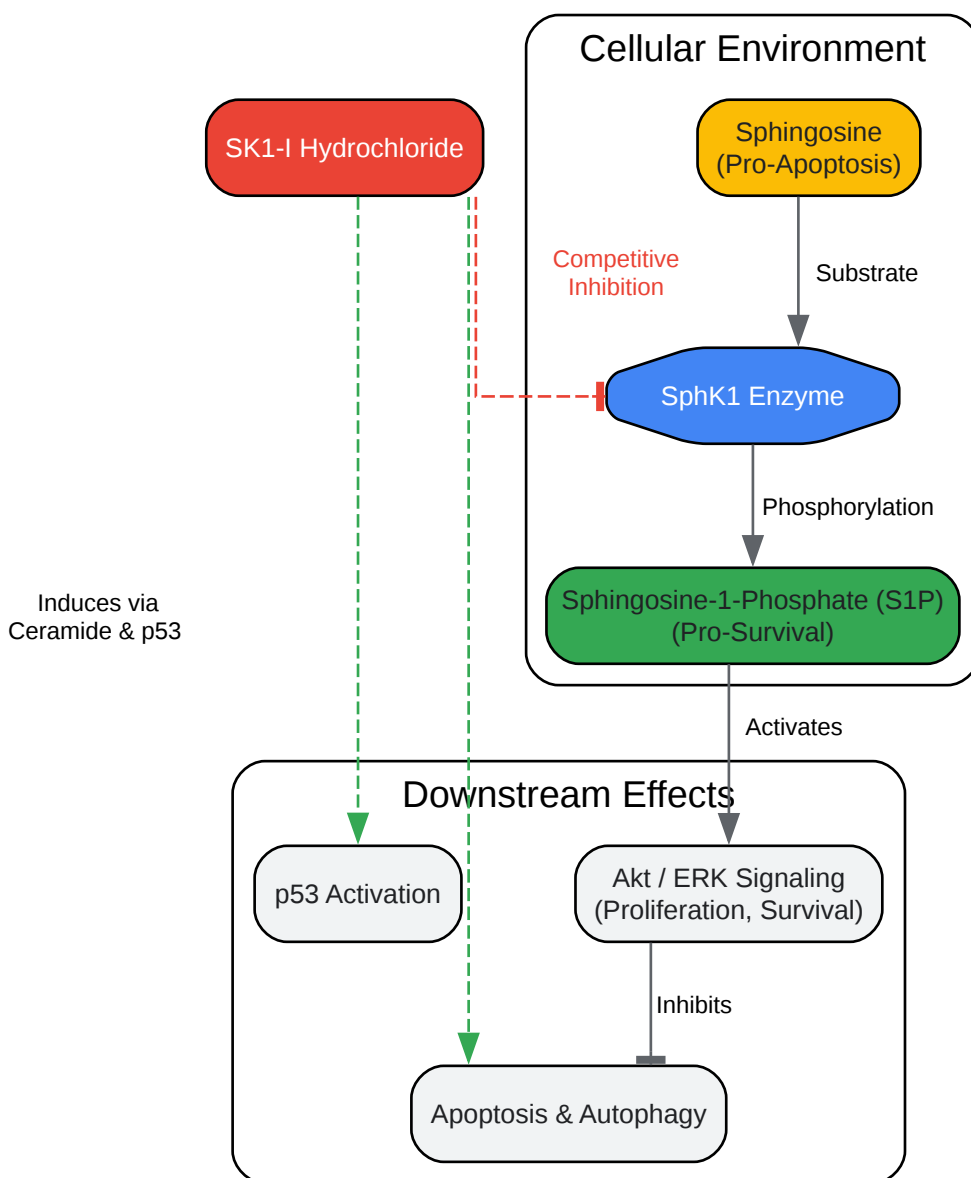 Cellular Environment
SK1-I Hydrochloride
Sphingosine
(Pro-Apoptosis)
Competitive
Inhibition
Substrate
SphK1 Enzyme
Phosphorylation
Induces via
Ceramide & p53
Sphingosine-1-Phosphate (S1P)
(Pro-Survival)
Activates
Downstream Effects
p53 Activation
Akt / ERK Signaling
(Proliferation, Survival)
Inhibits
Apoptosis & Autophagy